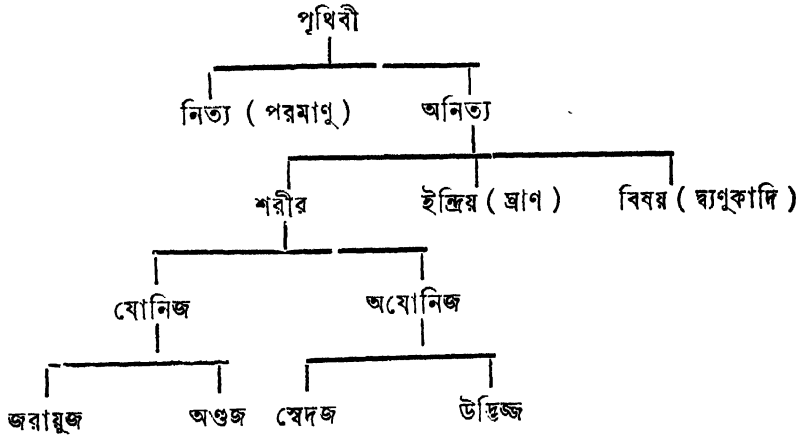 পৃথিবী
নিত্য ( পরমাণু ) অনিত্য
শরীর ইন্দ্রিয় ( ঘ্রাণ ) বিষয় ( দ্ব্যণুকাদি )
যোনিজ অযোনিজ
জরায়ুজ অণ্ডজ স্বেদজ উদ্ভিজ্জ